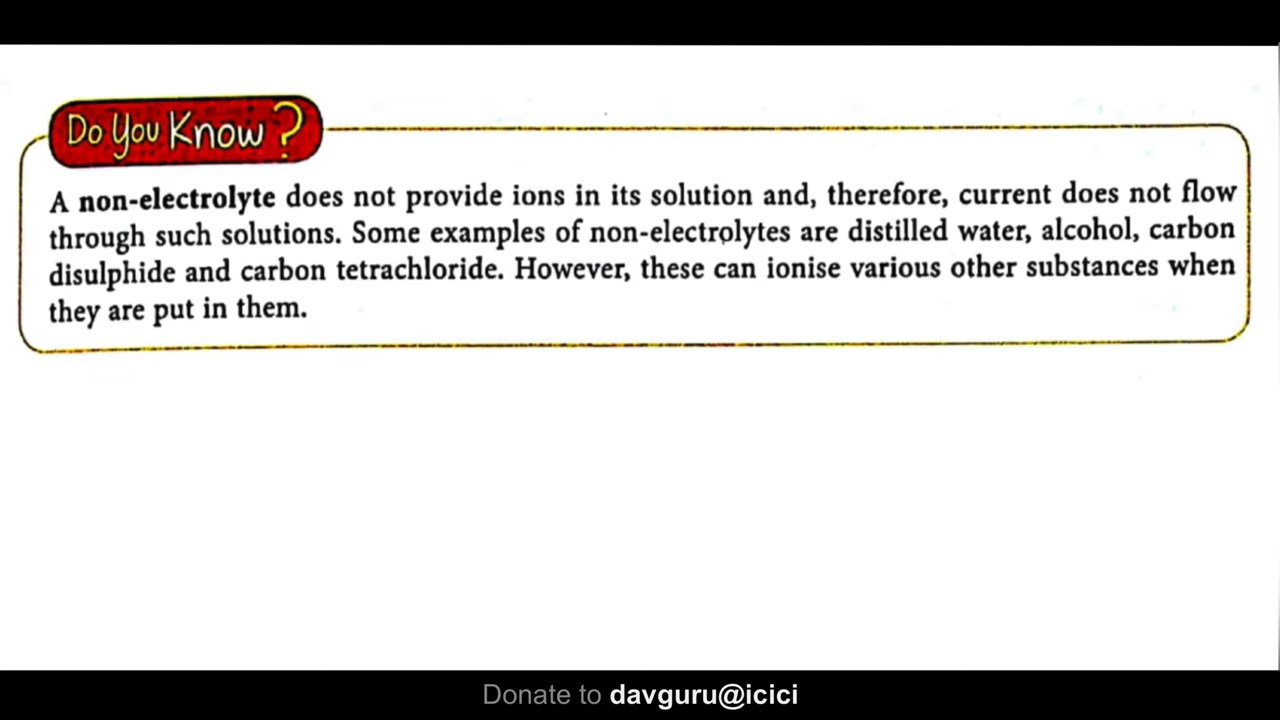 Do You Know?
A non-electrolyte does not provide ions in its solution and, therefore, current does not flow
through such solutions. Some examples of non-electrolytes are distilled water, alcohol, carbon
disulphide and carbon tetrachloride. However, these can ionise various other substances when
they are put in them.
Donate to davguru@icici